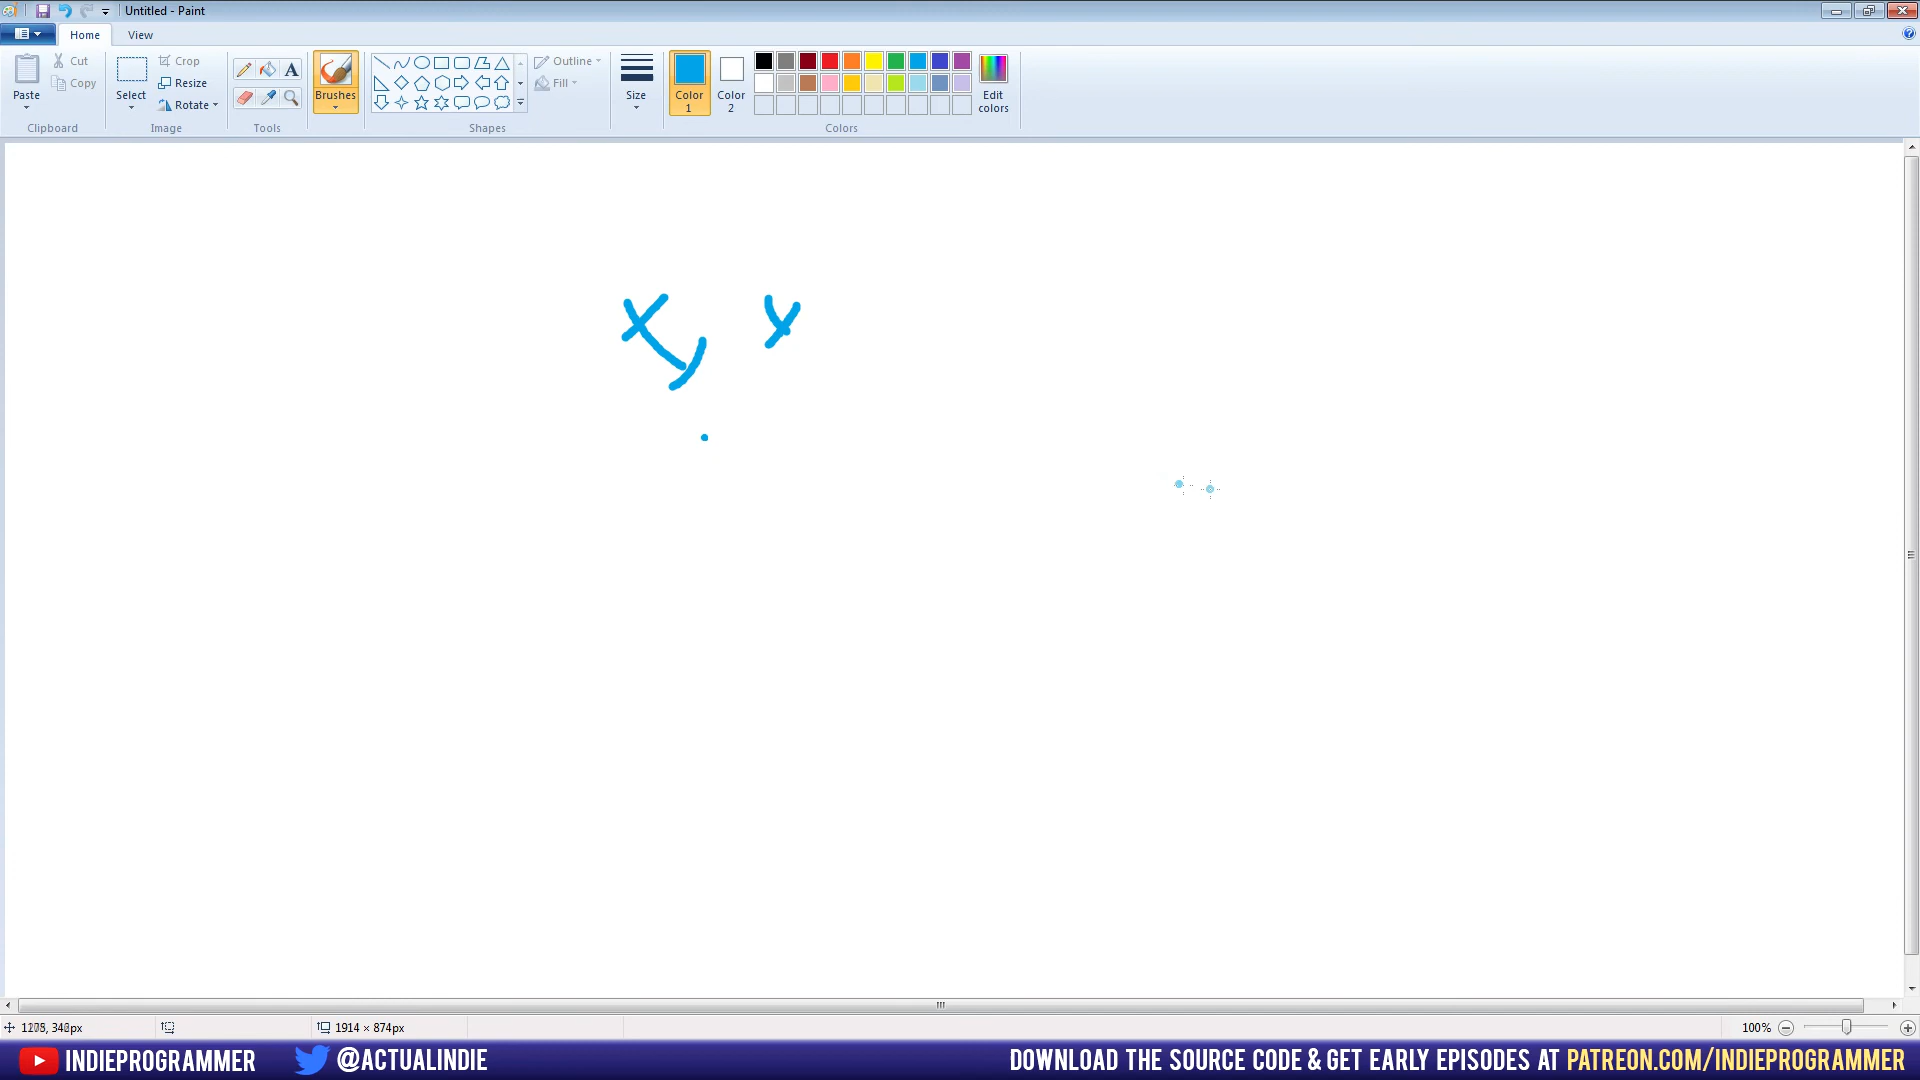 Untitled - Paint
Home View
Paste Cut Copy Select Crop Resize Rotate A Brushes Outline Fill Size Color 1 Color 2 Edit colors
Clipboard Image Tools Shapes Colors
x, y
1914 × 874px 100%
INDIEPROGRAMMER @ACTUALINDIE DOWNLOAD THE SOURCE CODE & GET EARLY EPISODES AT PATREON.COM/INDIEPROGRAMMER